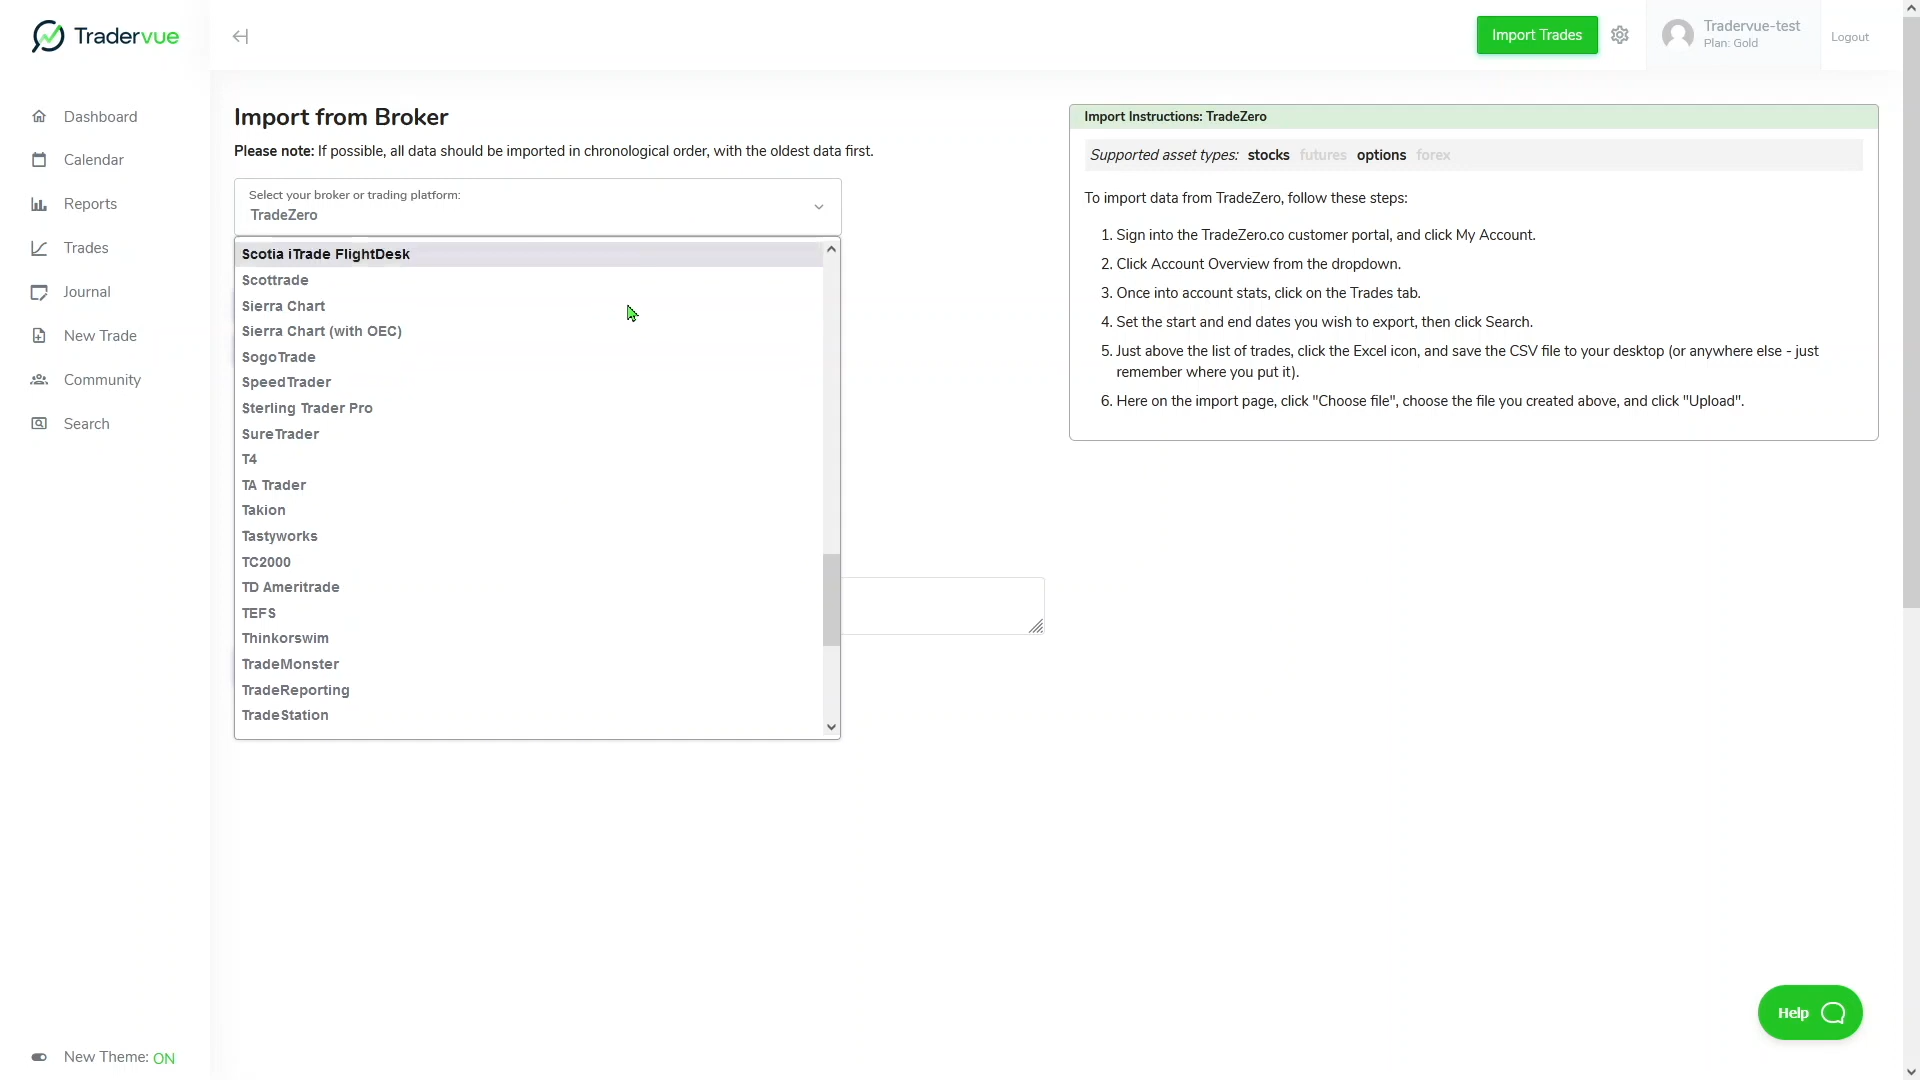 Tradervue
Import Trades
Tradervue-test
Plan: Gold
Logout
Dashboard
Calendar
Reports
Trades
Journal
New Trade
Community
Search
New Theme: ON
Import from Broker
Please note: If possible, all data should be imported in chronological order, with the oldest data first.
Select your broker or trading platform:
TradeZero
Scotia iTrade FlightDesk
Scottrade
Sierra Chart
Sierra Chart (with OEC)
SogoTrade
SpeedTrader
Sterling Trader Pro
SureTrader
T4
TA Trader
Takion
Tastyworks
TC2000
TD Ameritrade
TEFS
Thinkorswim
TradeMonster
TradeReporting
TradeStation
Import Instructions: TradeZero
Supported asset types: stocks futures options forex
To import data from TradeZero, follow these steps:
1. Sign into the TradeZero.co customer portal, and click My Account.
2. Click Account Overview from the dropdown.
3. Once into account stats, click on the Trades tab.
4. Set the start and end dates you wish to export, then click Search.
5. Just above the list of trades, click the Excel icon, and save the CSV file to your desktop (or anywhere else - just
remember where you put it).
6. Here on the import page, click "Choose file", choose the file you created above, and click "Upload".
Help